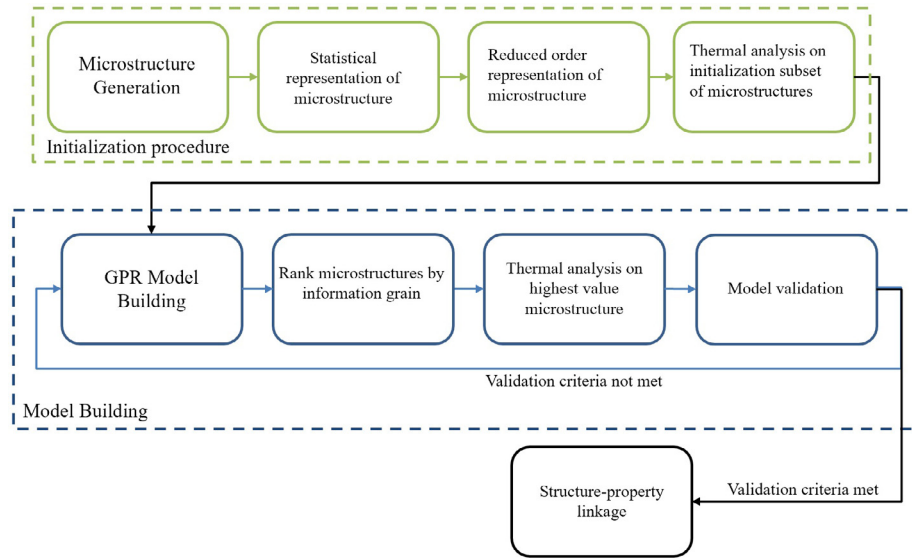 Microstructure
Generation
Statistical
representation of
microstructure
Reduced order
representation of
microstructure
Thermal analysis on
initialization subset
of microstructures
Initialization procedure
GPR Model
Building
Rank microstructures by
information grain
Thermal analysis on
highest value
microstructure
Model validation
Validation criteria not met
Model Building
Structure-property
linkage
Validation criteria met